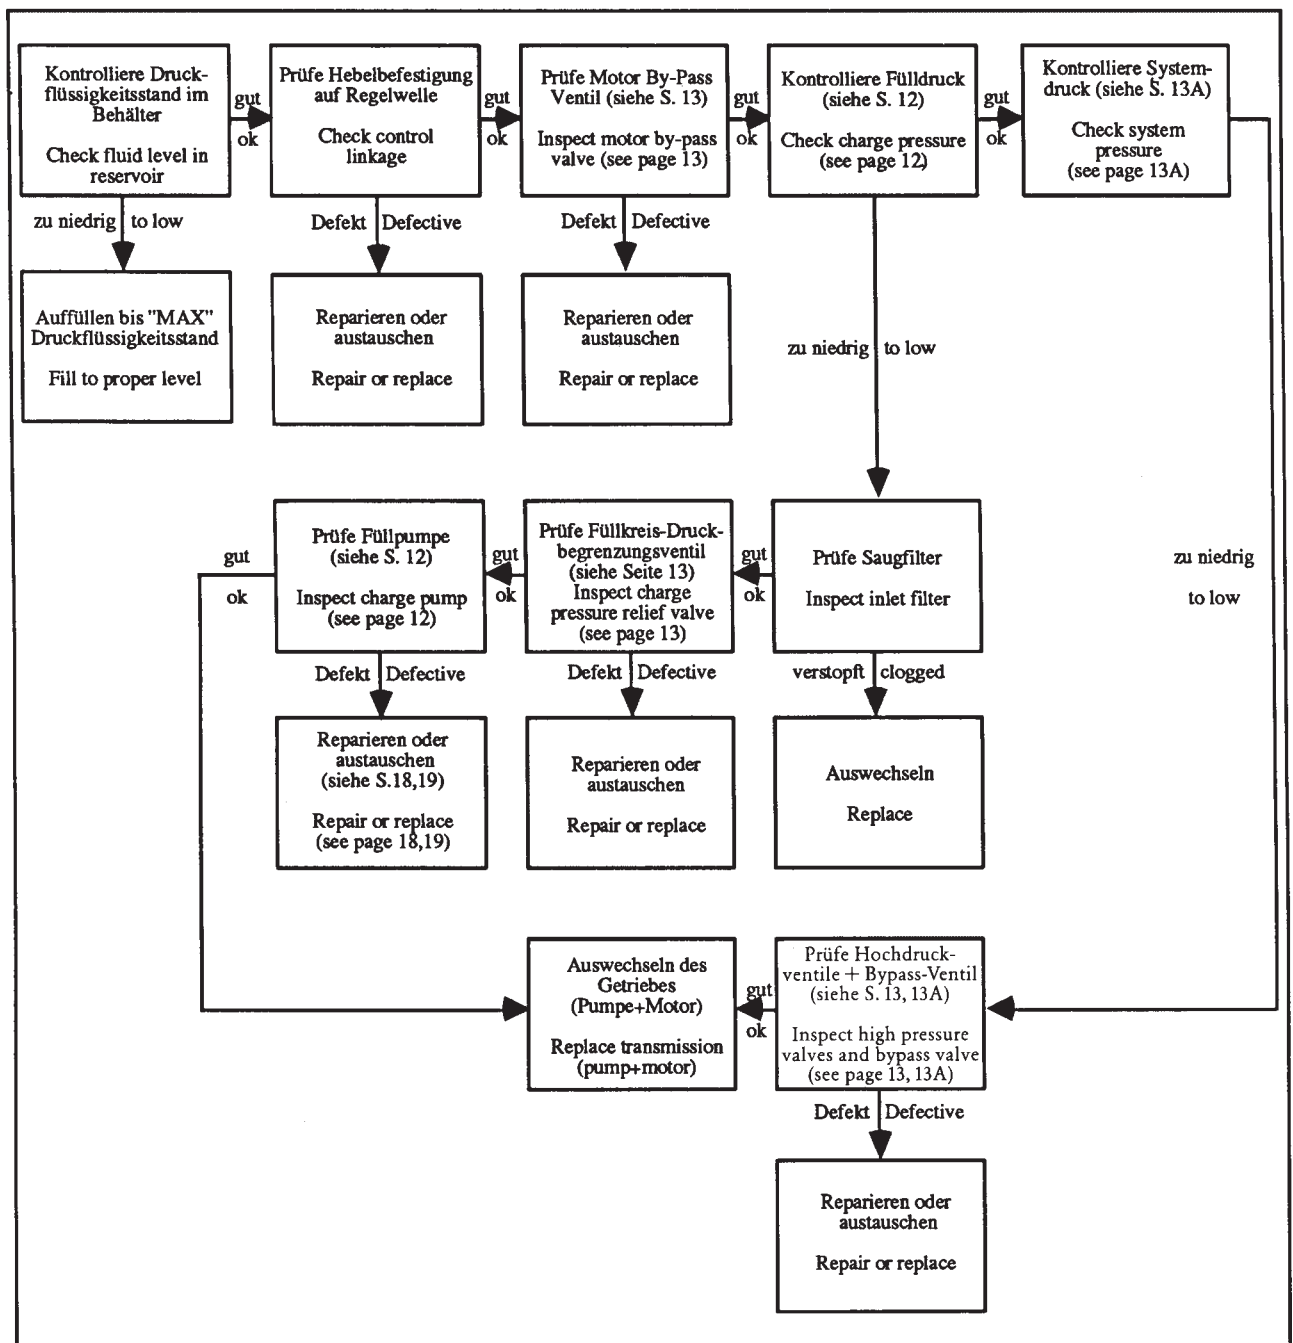 Kontrolliere Druck-
flüssigkeitsstand im
Behälter
Check fluid level in
reservoir
gut
ok
Prüfe Hebelbefestigung
auf Regelwelle
Check control
linkage
gut
ok
Prüfe Motor By-Pass
Ventil (siehe S. 13)
Inspect motor by-pass
valve (see page 13)
gut
ok
Kontrolliere Fülldruck
(siehe S. 12)
Check charge pressure
(see page 12)
gut
ok
Kontrolliere System-
druck (siehe S. 13A)
Check system
pressure
(see page 13A)
zu niedrig to low
Defekt Defective
Defekt Defective
Auffüllen bis "MAX"
Druckflüssigkeitsstand
Fill to proper level
Reparieren oder
austauschen
Repair or replace
Reparieren oder
austauschen
Repair or replace
zu niedrig to low
gut
ok
Prüfe Füllpumpe
(siehe S. 12)
Inspect charge pump
(see page 12)
gut
ok
Prüfe Füllkreis-Druck-
begrenzungsventil
(siehe Seite 13)
Inspect charge
pressure relief valve
(see page 13)
gut
ok
Prüfe Saugfilter
Inspect inlet filter
zu niedrig
to low
Defekt Defective
Defekt Defective
verstopft clogged
Reparieren oder
austauschen
(siehe S.18,19)
Repair or replace
(see page 18,19)
Reparieren oder
austauschen
Repair or replace
Auswechseln
Replace
Auswechseln des
Getriebes
(Pumpe+Motor)
Replace transmission
(pump+motor)
gut
ok
Prüfe Hochdruck-
ventile + Bypass-Ventil
(siehe S. 13, 13A)
Inspect high pressure
valves and bypass valve
(see page 13, 13A)
Defekt Defective
Reparieren oder
austauschen
Repair or replace